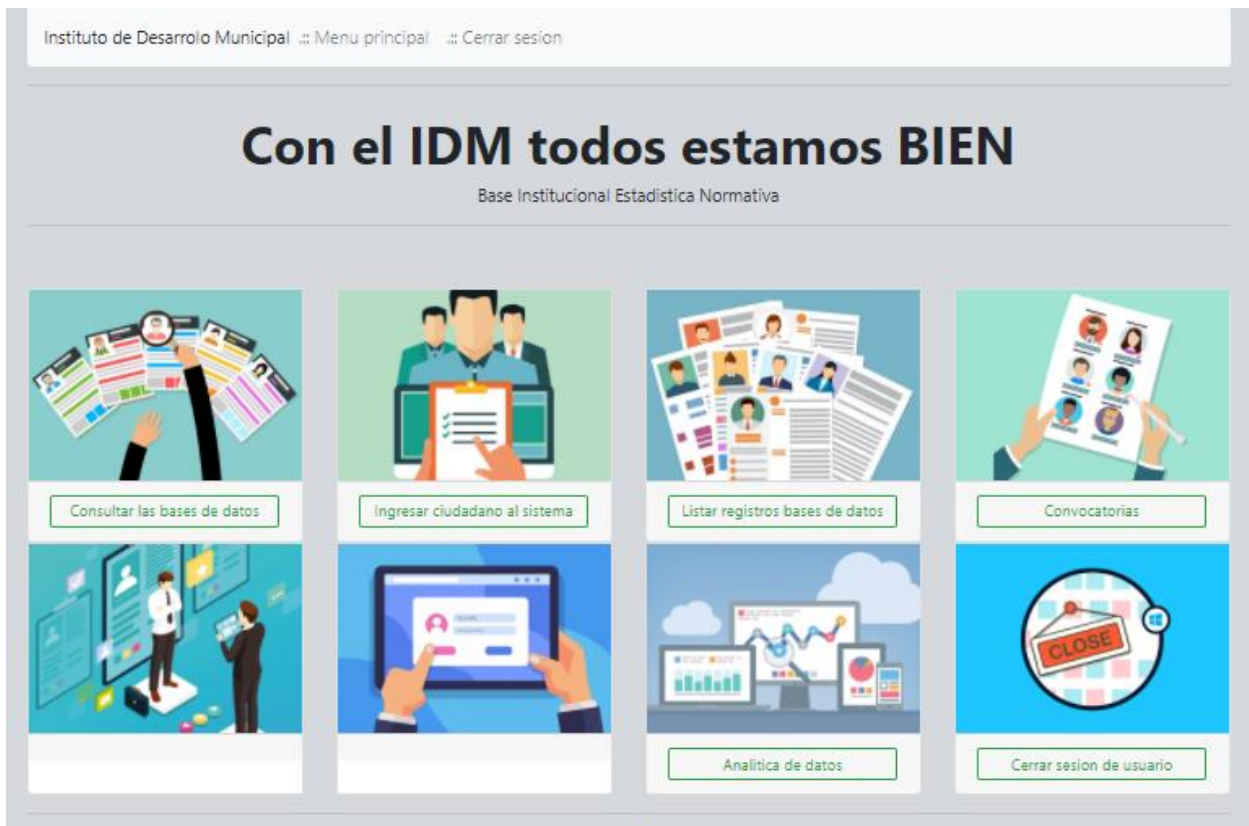 Instituto de Desarrolo Municipal .:: Menu principal .:: Cerrar sesion
Con el IDM todos estamos BIEN
Base Institucional Estadistica Normativa
Consultar las bases de datos
Ingresar ciudadano al sistema
Listar registros bases de datos
Convocatorias
CLOSE
Analitica de datos
Cerrar sesion de usuario